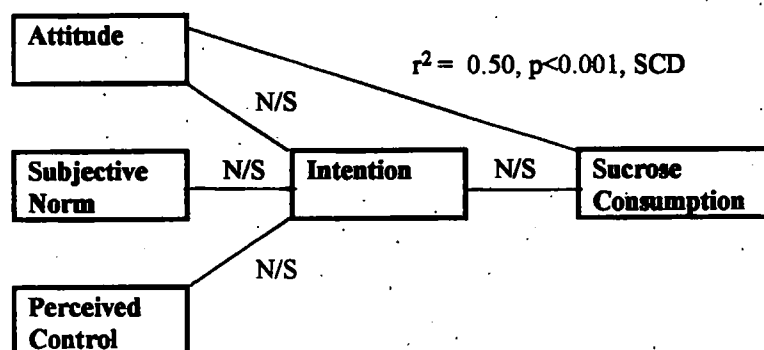 Attitude
r² = 0.50, p<0.001, SCD
N/S
Subjective
Norm
N/S
Intention
N/S
Sucrose
Consumption
N/S
Perceived
Control